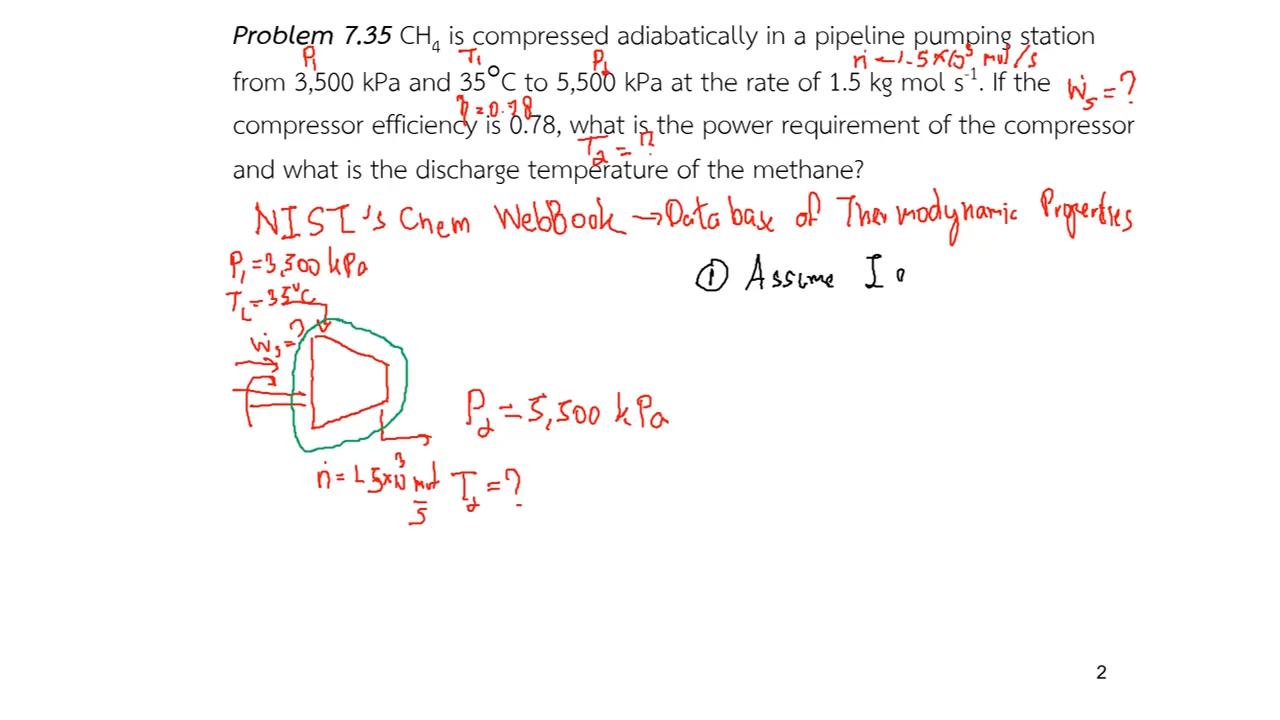 Problem 7.35 CH4 is compressed adiabatically in a pipeline pumping station
P1 T1 P2 ṅ = 1.5×10³ mol/s
from 3,500 kPa and 35°C to 5,500 kPa at the rate of 1.5 kg mol s-1. If the Ẇs = ?
η = 0.78
compressor efficiency is 0.78, what is the power requirement of the compressor
T2 = ?
and what is the discharge temperature of the methane?
NIST's Chem WebBook → Database of Thermodynamic Properties
P1 = 3,500 kPa
① Assume I
T1 = 35°C
Ẇs = ?
P2 = 5,500 kPa
ṅ = 1.5×10³ mol/s T2 = ?
2